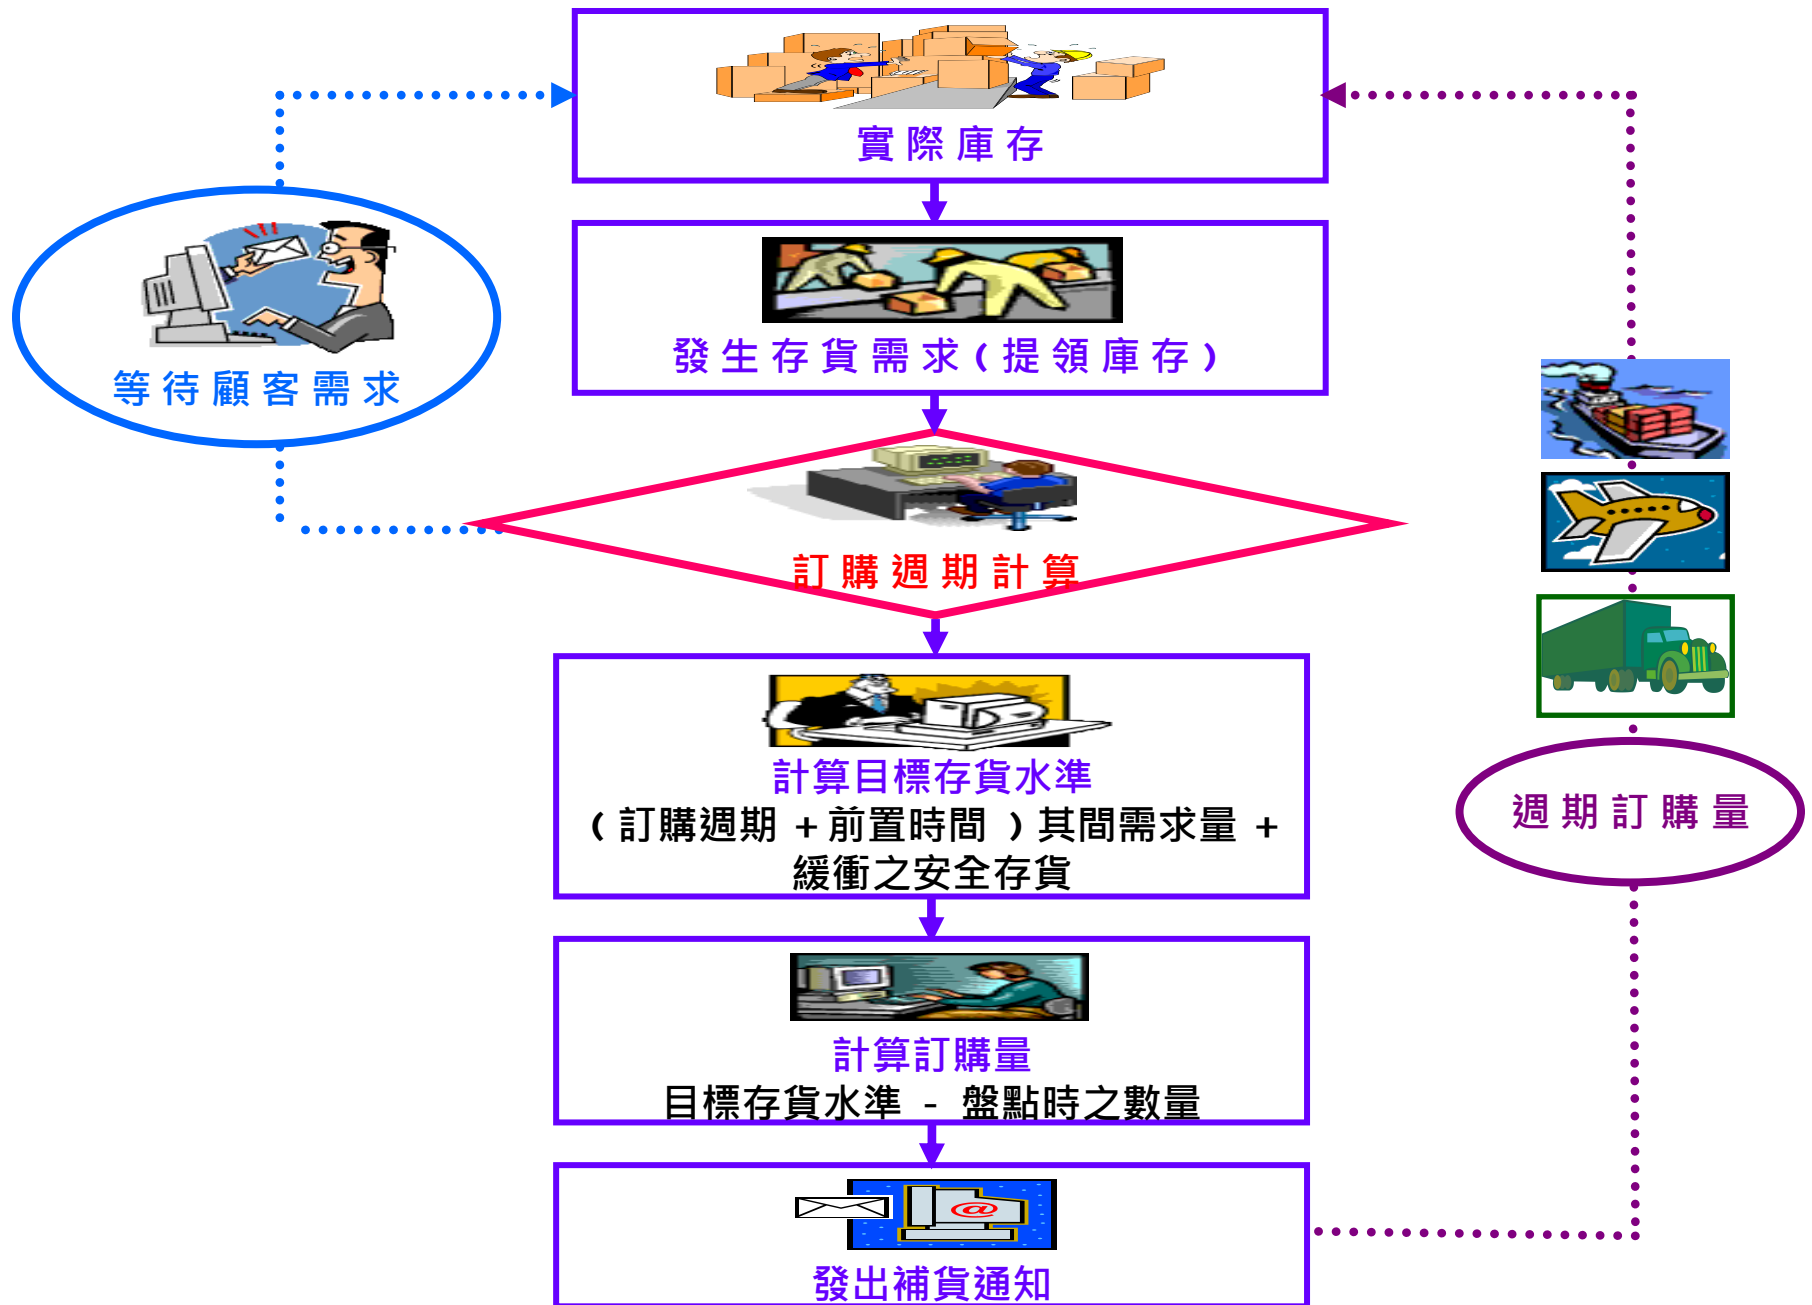 實際庫存
發生存貨需求(提領庫存)
等待顧客需求
訂購週期計算
計算目標存貨水準
(訂購週期+前置時間)其間需求量+
緩衝之安全存貨
週期訂購量
計算訂購量
目標存貨水準 - 盤點時之數量
@
發出補貨通知